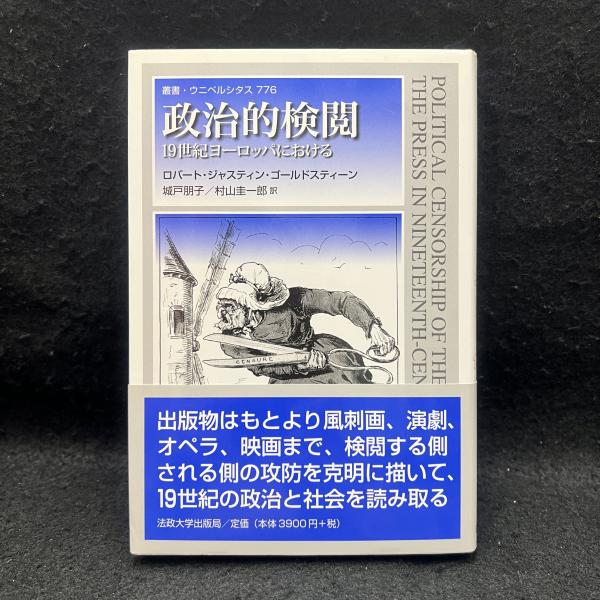 叢書・ウニベルシタス 776
政治的検閲
19世紀ヨーロッパにおける
ロバート・ジャスティン・ゴールドスティーン
城戸朋子／村山圭一郎 訳
POLITICAL CENSORSHIP OF THE
THE PRESS IN NINETEENTH-CEN
CENSURE
出版物はもとより風刺画、演劇、
オペラ、映画まで、検閲する側
される側の攻防を克明に描いて、
19世紀の政治と社会を読み取る
法政大学出版局／定価（本体3900円+税）